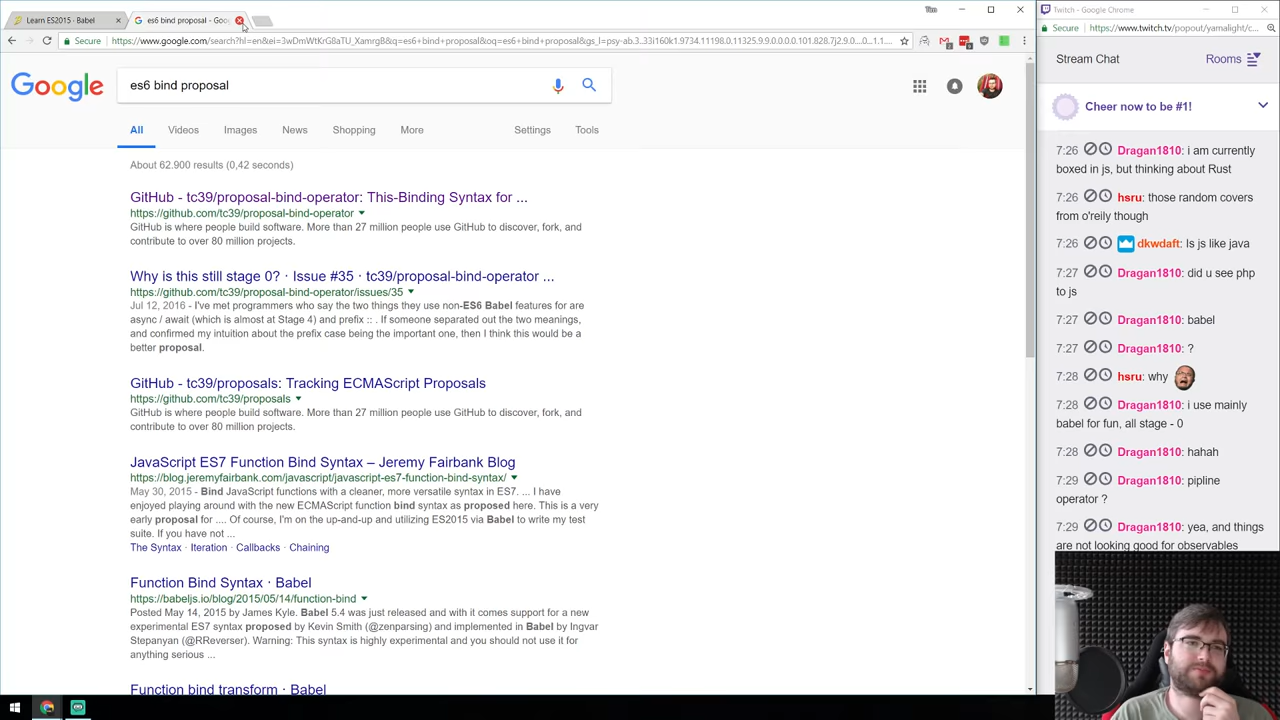 Learn ES2015 · Babel
es6 bind proposal - Goo
Tim
Secure
https://www.google.com/search?hl=en&ei=3wDmWtKrG8aTU_XamrgB&q=es6+bind+proposal&oq=es6+bind+proposal&gs_l=psy-ab.3..33i160k1.9734.11198.0.11325.9.9.0.0.0.0.101.828.7j2.9.0....0...1.1....
Google
es6 bind proposal
All
Videos
Images
News
Shopping
More
Settings
Tools
About 62.900 results (0,42 seconds)
GitHub - tc39/proposal-bind-operator: This-Binding Syntax for ...
https://github.com/tc39/proposal-bind-operator
GitHub is where people build software. More than 27 million people use GitHub to discover, fork, and
contribute to over 80 million projects.
Why is this still stage 0? · Issue #35 · tc39/proposal-bind-operator ...
https://github.com/tc39/proposal-bind-operator/issues/35
Jul 12, 2016 - I've met programmers who say the two things they use non-ES6 Babel features for are
async / await (which is almost at Stage 4) and prefix :: . If someone separated out the two meanings,
and confirmed my intuition about the prefix case being the important one, then I think this would be a
better proposal.
GitHub - tc39/proposals: Tracking ECMAScript Proposals
https://github.com/tc39/proposals
GitHub is where people build software. More than 27 million people use GitHub to discover, fork, and
contribute to over 80 million projects.
JavaScript ES7 Function Bind Syntax – Jeremy Fairbank Blog
https://blog.jeremyfairbank.com/javascript/javascript-es7-function-bind-syntax/
May 30, 2015 - Bind JavaScript functions with a cleaner, more versatile syntax in ES7. ... I have
enjoyed playing around with the new ECMAScript function bind syntax as proposed here. This is a very
early proposal for .... Of course, I'm on the up-and-up and utilizing ES2015 via Babel to write my test
suite. If you have not ...
The Syntax · Iteration · Callbacks · Chaining
Function Bind Syntax · Babel
https://babeljs.io/blog/2015/05/14/function-bind
Posted May 14, 2015 by James Kyle. Babel 5.4 was just released and with it comes support for a new
experimental ES7 syntax proposed by Kevin Smith (@zenparsing) and implemented in Babel by Ingvar
Stepanyan (@RReverser). Warning: This syntax is highly experimental and you should not use it for
anything serious ...
Function bind transform · Babel
Twitch - Google Chrome
Secure
https://www.twitch.tv/popout/yamalight/c...
Stream Chat
Rooms
Cheer now to be #1!
7:26 Dragan1810: i am currently
boxed in js, but thinking about Rust
7:26 hsru: those random covers
from o'reily though
7:26 dkwdaft: Is js like java
7:27 Dragan1810: did u see php
to js
7:27 Dragan1810: babel
7:27 Dragan1810: ?
7:28 hsru: why
7:28 Dragan1810: i use mainly
babel for fun, all stage - 0
7:28 Dragan1810: hahah
7:29 Dragan1810: pipline
operator ?
7:29 Dragan1810: yea, and things
are not looking good for observables